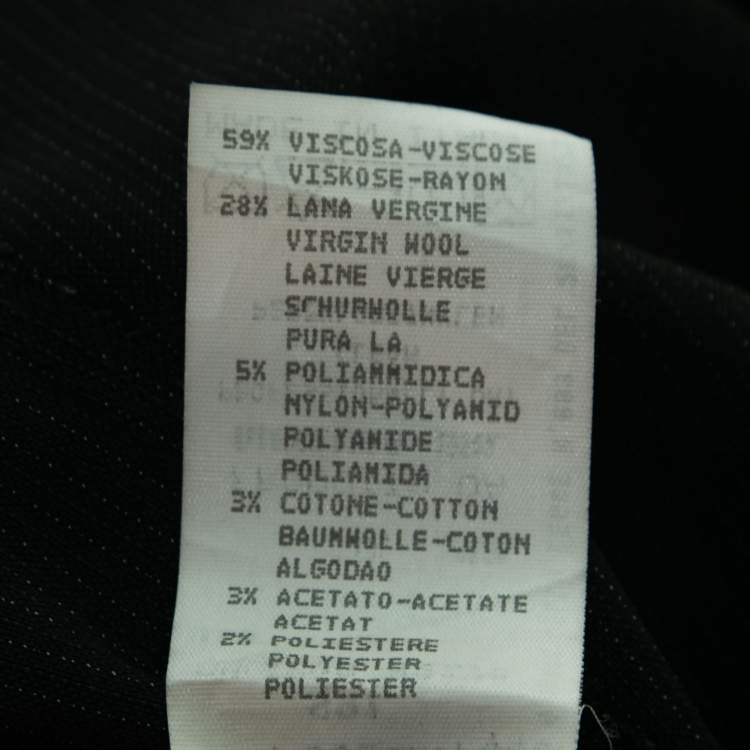 59% VISCOSA-VISCOSE
VISKOSE-RAYON
28% LANA VERGINE
VIRGIN WOOL
LAINE VIERGE
SCHURWOLLE
PURA LA
5% POLIAMMIDICA
NYLON-POLYAMID
POLYAMIDE
POLIAMIDA
3% COTONE-COTTON
BAUMWOLLE-COTON
ALGODAO
3% ACETATO-ACETATE
ACETAT
2% POLIESTERE
POLYESTER
POLIESTER